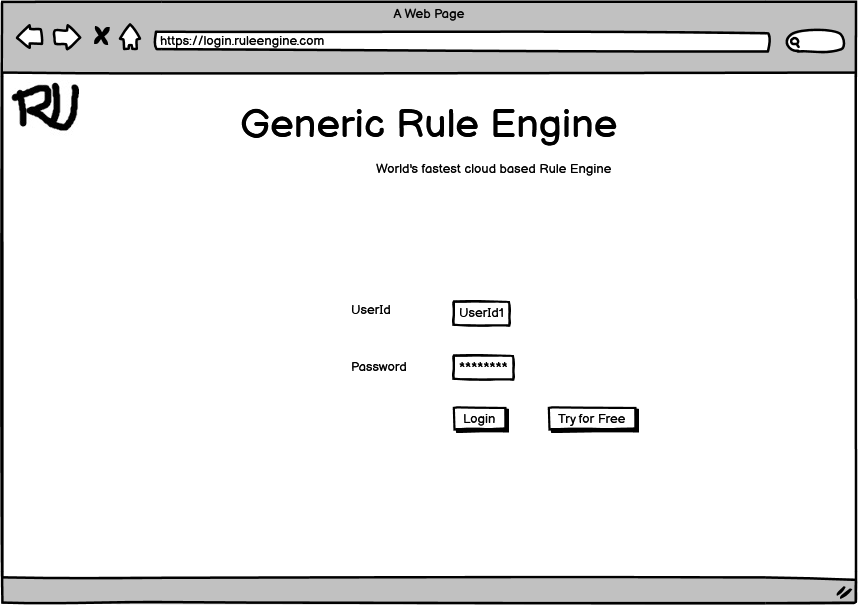 A Web Page
https://login.ruleengine.com
RU
Generic Rule Engine
World's fastest cloud based Rule Engine
UserId UserId1
Password ********
Login Try for Free